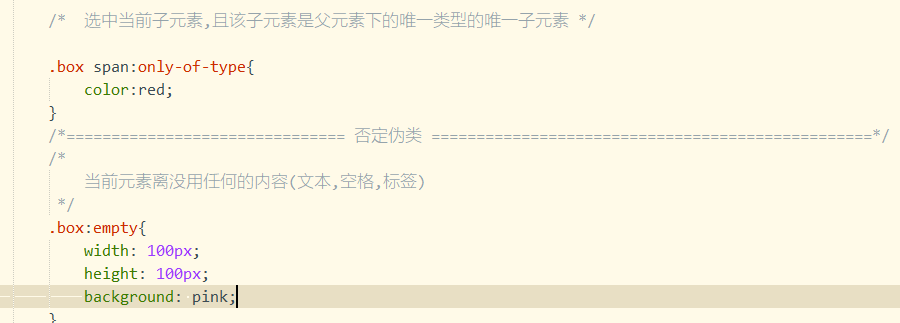 /*  选中当前子元素,且该子元素是父元素下的唯一类型的唯一子元素 */
.box span:only-of-type{
color:red;
}
/*=============================== 否定伪类 =================================================*/
/*
当前元素离没用任何的内容(文本,空格,标签)
*/
.box:empty{
width: 100px;
height: 100px;
background: pink;
}